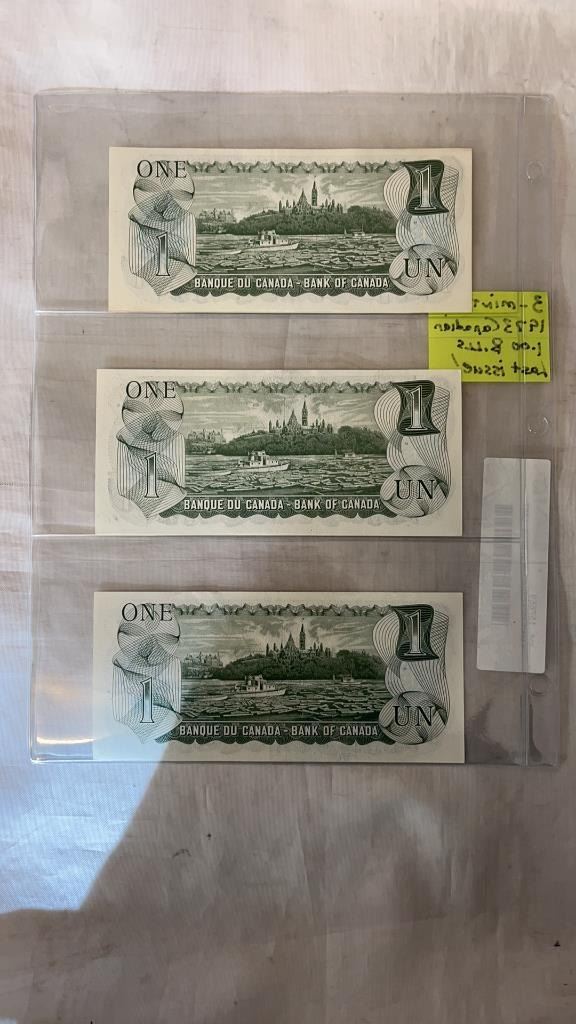 ONE
1
1
UN
BANQUE DU CANADA - BANK OF CANADA
3-mint
1973 Canadian
1.00 Bills
Last issue!
ONE
1
1
UN
BANQUE DU CANADA - BANK OF CANADA
ONE
1
1
UN
BANQUE DU CANADA - BANK OF CANADA